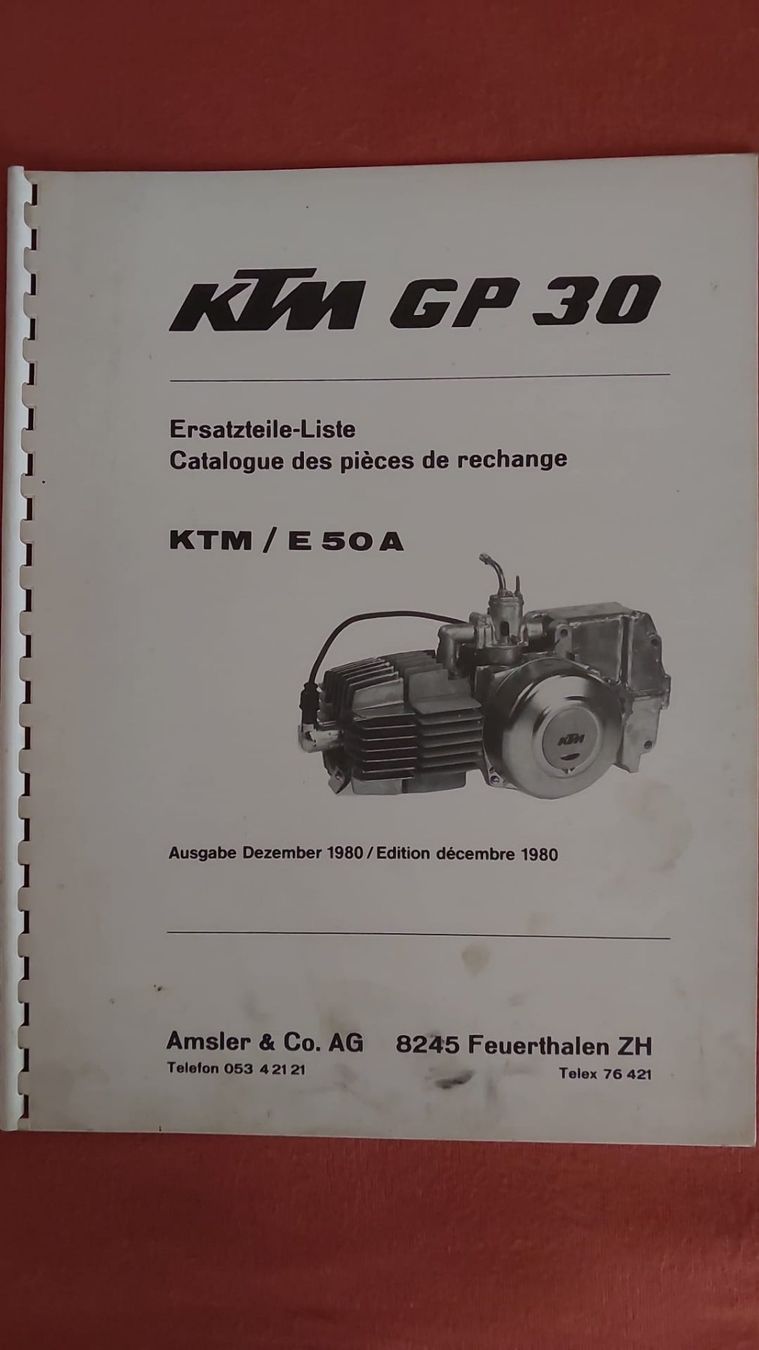 KTM GP 30
Ersatzteile-Liste
Catalogue des pièces de rechange
KTM / E 50 A
KTM
Ausgabe Dezember 1980 / Edition décembre 1980
Amsler & Co. AG 8245 Feuerthalen ZH
Telefon 053 4 21 21 Telex 76 421